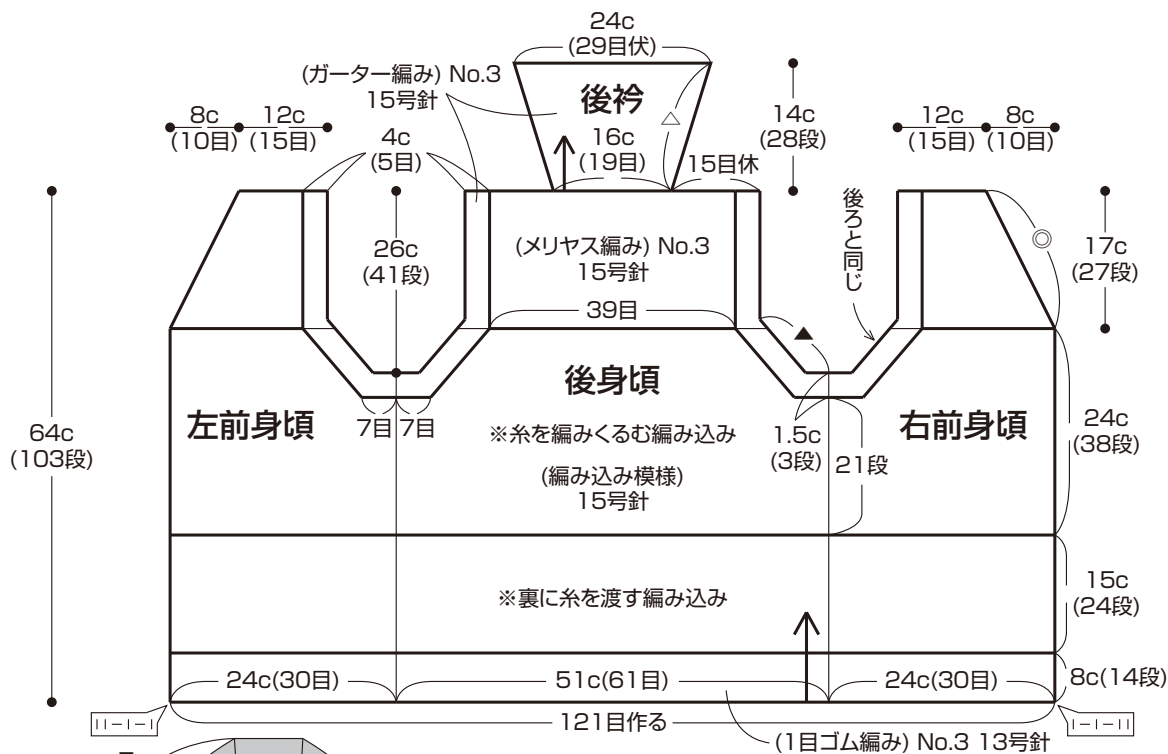 24c
(29目伏)
(ガーター編み) No.3
15号針
後衿
△
8c
(10目)
12c
(15目)
4c
(5目)
16c
(19目)
15目休
14c
(28段)
12c
(15目)
8c
(10目)
26c
(41段)
(メリヤス編み) No.3
15号針
39目
後ろと同じ
◎
17c
(27段)
▲
64c
(103段)
左前身頃
7目
7目
後身頃
※糸を編みくるむ編み込み
(編み込み模様)
15号針
1.5c
(3段)
21段
右前身頃
24c
(38段)
※裏に糸を渡す編み込み
15c
(24段)
24c(30目)
51c(61目)
24c(30目)
8c(14段)
121目作る
(1目ゴム編み) No.3 13号針